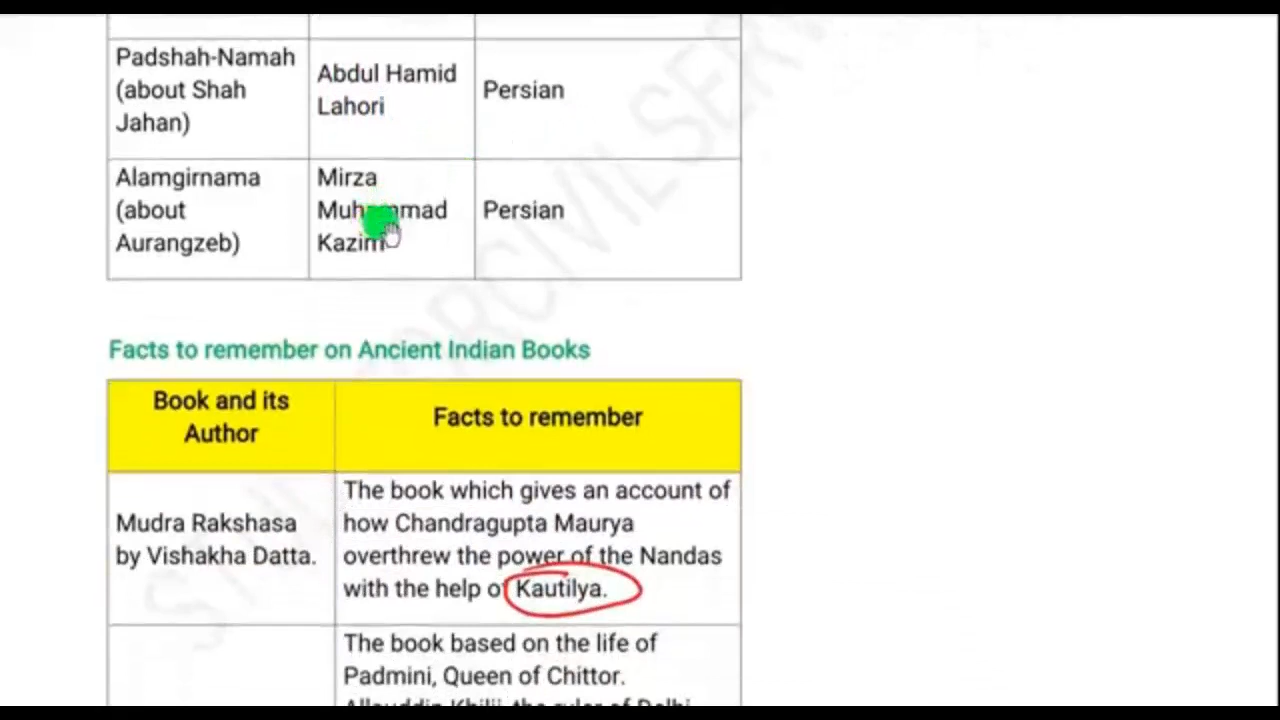 Padshah-Namah
(about Shah
Jahan)
Abdul Hamid
Lahori
Persian
Alamgirnama
(about
Aurangzeb)
Mirza
Muhammad
Kazim
Persian
Facts to remember on Ancient Indian Books
Book and its
Author
Facts to remember
Mudra Rakshasa
by Vishakha Datta.
The book which gives an account of
how Chandragupta Maurya
overthrew the power of the Nandas
with the help of Kautilya.
The book based on the life of
Padmini, Queen of Chittor.